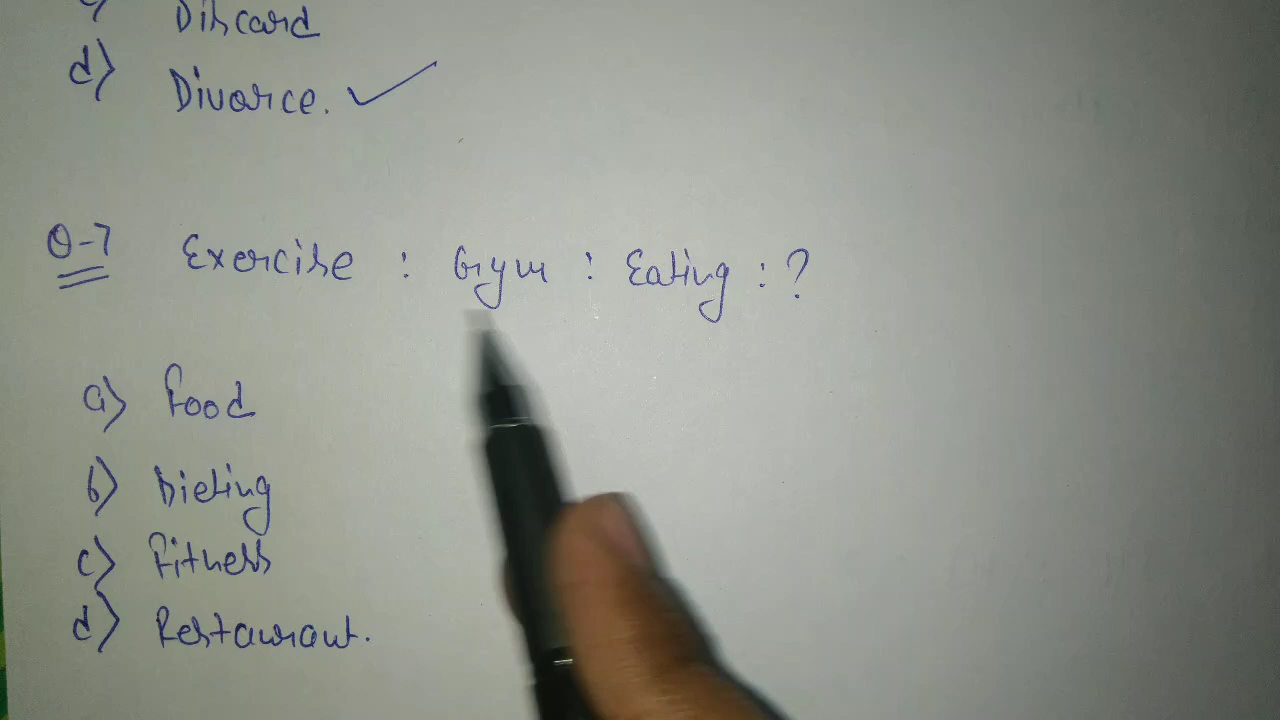 Discard
d) Divorce. ✓
Q-7 Exercise : Gym : Eating : ?
a) Food
b) Dieting
c) Fitness
d) Restaurant.